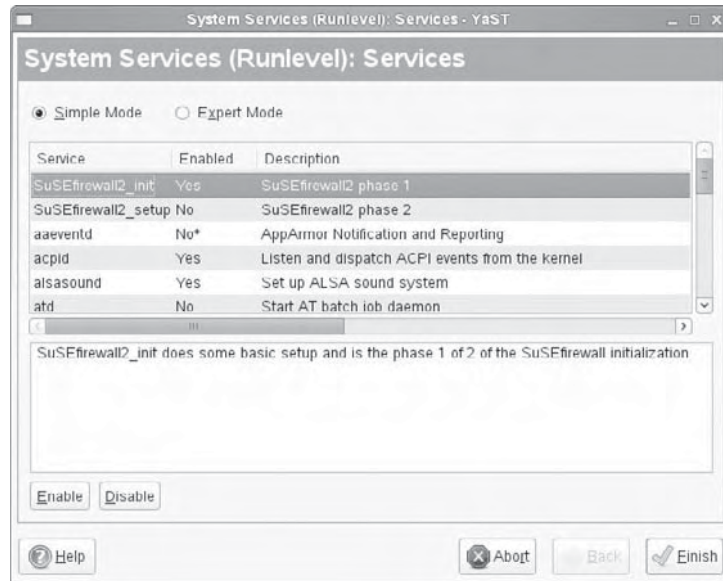 System Services (Runlevel): Services - YaST
System Services (Runlevel): Services
Simple Mode Expert Mode
Service Enabled Description
SuSEfirewall2_init Yes SuSEfirewall2 phase 1
SuSEfirewall2_setup No SuSEfirewall2 phase 2
aaeventd No* AppArmor Notification and Reporting
acpid Yes Listen and dispatch ACPI events from the kernel
alsasound Yes Set up ALSA sound system
atd No Start AT batch job daemon
SuSEfirewall2_init does some basic setup and is the phase 1 of 2 of the SuSEfirewall initialization
Enable Disable
Help Abort Back Finish